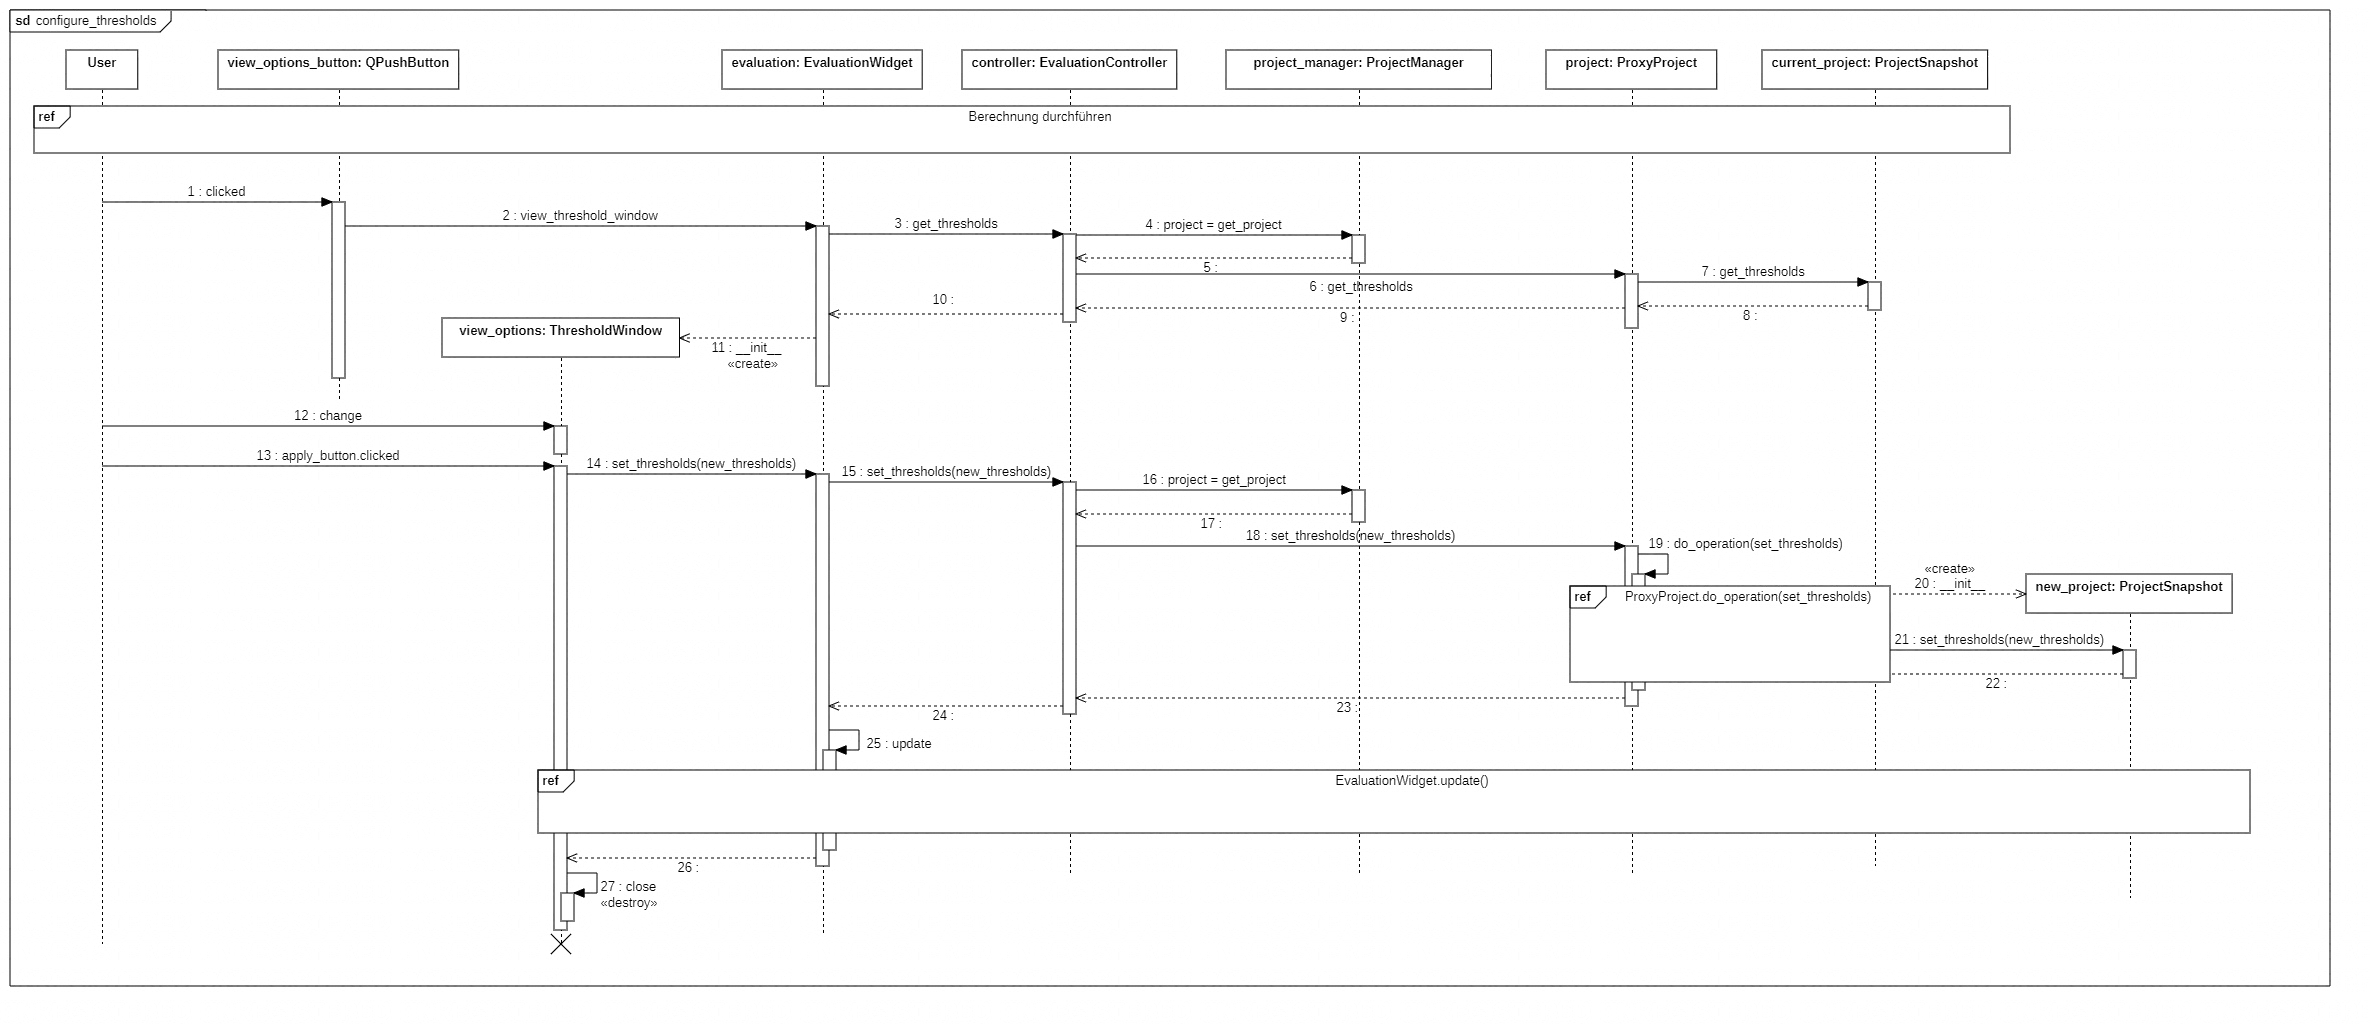 sd configure_thresholds
User
view_options_button: QPushButton
evaluation: EvaluationWidget
controller: EvaluationController
project_manager: ProjectManager
project: ProxyProject
current_project: ProjectSnapshot
ref
Berechnung durchführen
1 : clicked
2 : view_threshold_window
3 : get_thresholds
4 : project = get_project
5 :
6 : get_thresholds
7 : get_thresholds
8 :
9 :
10 :
view_options: ThresholdWindow
11 : __init__
«create»
12 : change
13 : apply_button.clicked
14 : set_thresholds(new_thresholds)
15 : set_thresholds(new_thresholds)
16 : project = get_project
17 :
18 : set_thresholds(new_thresholds)
19 : do_operation(set_thresholds)
ref
ProxyProject.do_operation(set_thresholds)
«create»
20 : __init__
new_project: ProjectSnapshot
21 : set_thresholds(new_thresholds)
22 :
23 :
24 :
25 : update
ref
EvaluationWidget.update()
26 :
27 : close
«destroy»